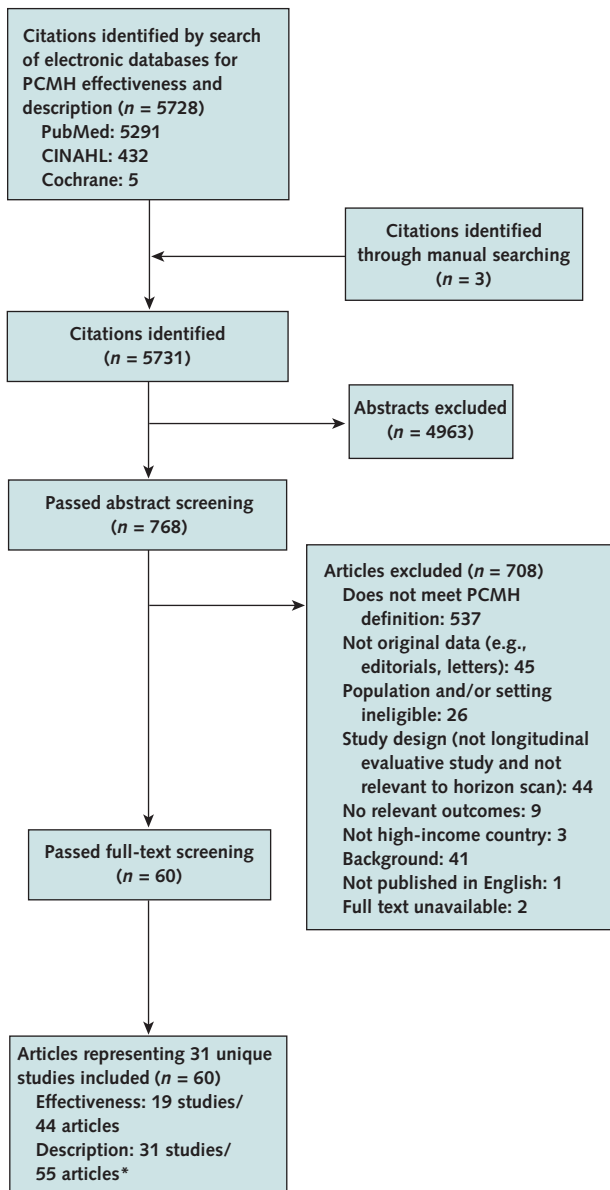 Citations identified by search
of electronic databases for
PCMH effectiveness and
description (n = 5728)
PubMed: 5291
CINAHL: 432
Cochrane: 5
Citations identified
through manual searching
(n = 3)
Citations identified
(n = 5731)
Abstracts excluded
(n = 4963)
Passed abstract screening
(n = 768)
Articles excluded (n = 708)
Does not meet PCMH
definition: 537
Not original data (e.g.,
editorials, letters): 45
Population and/or setting
ineligible: 26
Study design (not longitudinal
evaluative study and not
relevant to horizon scan): 44
No relevant outcomes: 9
Not high-income country: 3
Background: 41
Not published in English: 1
Full text unavailable: 2
Passed full-text screening
(n = 60)
Articles representing 31 unique
studies included (n = 60)
Effectiveness: 19 studies/
44 articles
Description: 31 studies/
55 articles*